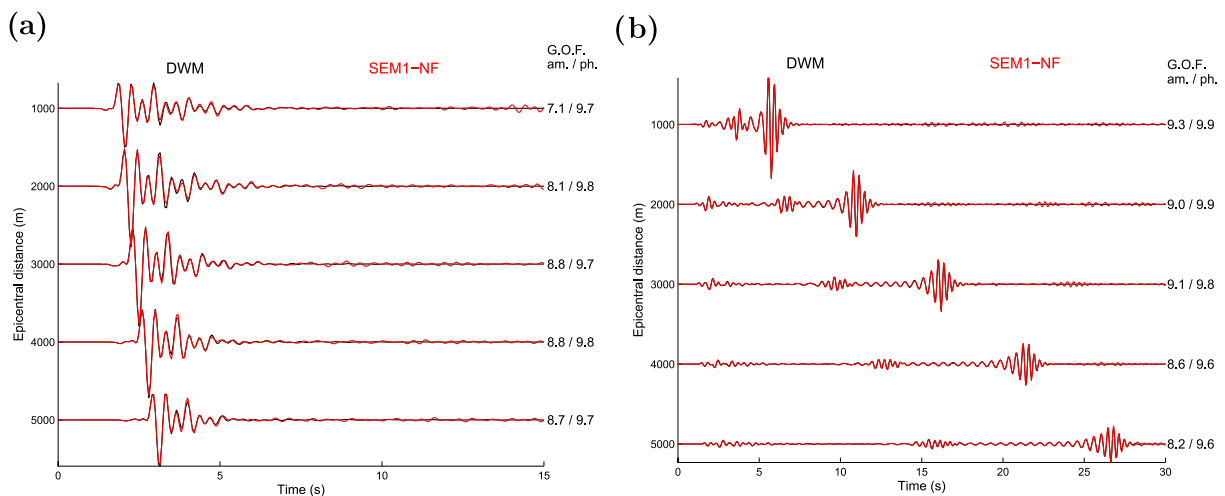 (a)
DWM
SEM1−NF
G.O.F.
am. / ph.
1000
7.1 / 9.7
2000
8.1 / 9.8
3000
8.8 / 9.7
4000
8.8 / 9.8
5000
8.7 / 9.7
Epicentral distance (m)
0
5
10
15
Time (s)
(b)
DWM
SEM1−NF
G.O.F.
am. / ph.
1000
9.3 / 9.9
2000
9.0 / 9.9
3000
9.1 / 9.8
4000
8.6 / 9.6
5000
8.2 / 9.6
Epicentral distance (m)
0
5
10
15
20
25
30
Time (s)